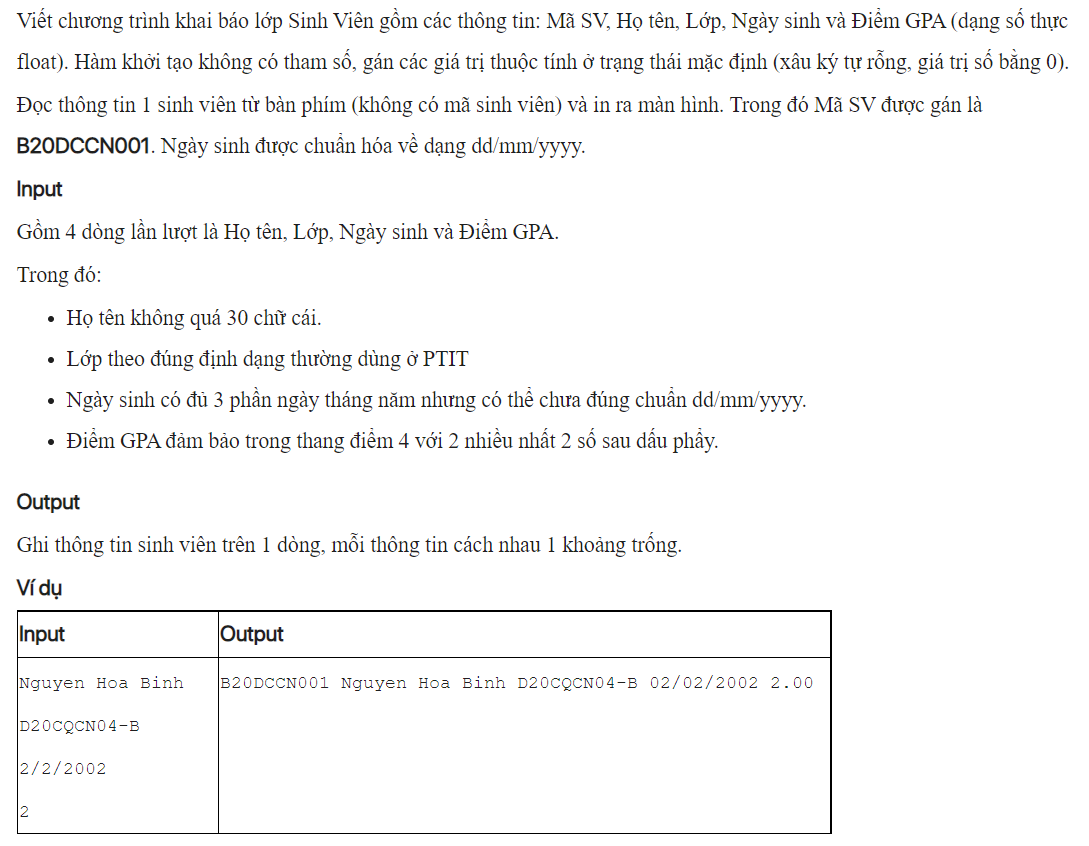 Viết chương trình khai báo lớp Sinh Viên gồm các thông tin: Mã SV, Họ tên, Lớp, Ngày sinh và Điểm GPA (dạng số thực
float). Hàm khởi tạo không có tham số, gán các giá trị thuộc tính ở trạng thái mặc định (xâu ký tự rỗng, giá trị số bằng 0).
Đọc thông tin 1 sinh viên từ bàn phím (không có mã sinh viên) và in ra màn hình. Trong đó Mã SV được gán là
B20DCCN001. Ngày sinh được chuẩn hóa về dạng dd/mm/yyyy.
Input
Gồm 4 dòng lần lượt là Họ tên, Lớp, Ngày sinh và Điểm GPA.
Trong đó:
• Họ tên không quá 30 chữ cái.
• Lớp theo đúng định dạng thường dùng ở PTIT
• Ngày sinh có đủ 3 phần ngày tháng năm nhưng có thể chưa đúng chuẩn dd/mm/yyyy.
• Điểm GPA đảm bảo trong thang điểm 4 với 2 nhiều nhất 2 số sau dấu phẩy.
Output
Ghi thông tin sinh viên trên 1 dòng, mỗi thông tin cách nhau 1 khoảng trống.
Ví dụ
Input Output
Nguyen Hoa Binh B20DCCN001 Nguyen Hoa Binh D20CQCN04-B 02/02/2002 2.00
D20CQCN04-B
2/2/2002
2